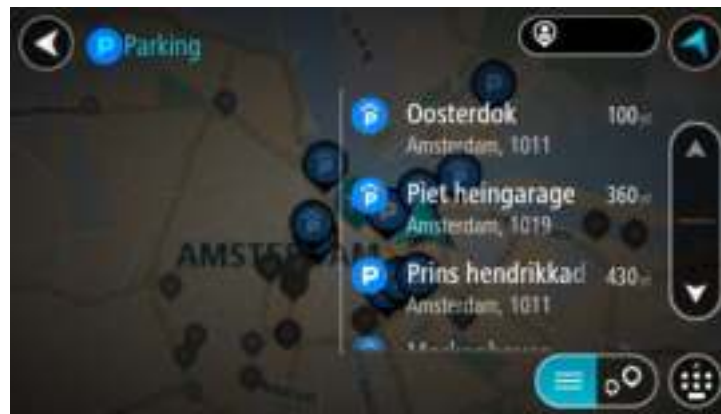 P Parking
Oosterdok 100
Amsterdam, 1011
Piet heingarage 360
Amsterdam, 1019
Prins hendrikkad 430
Amsterdam, 1011
AMSTERDAM